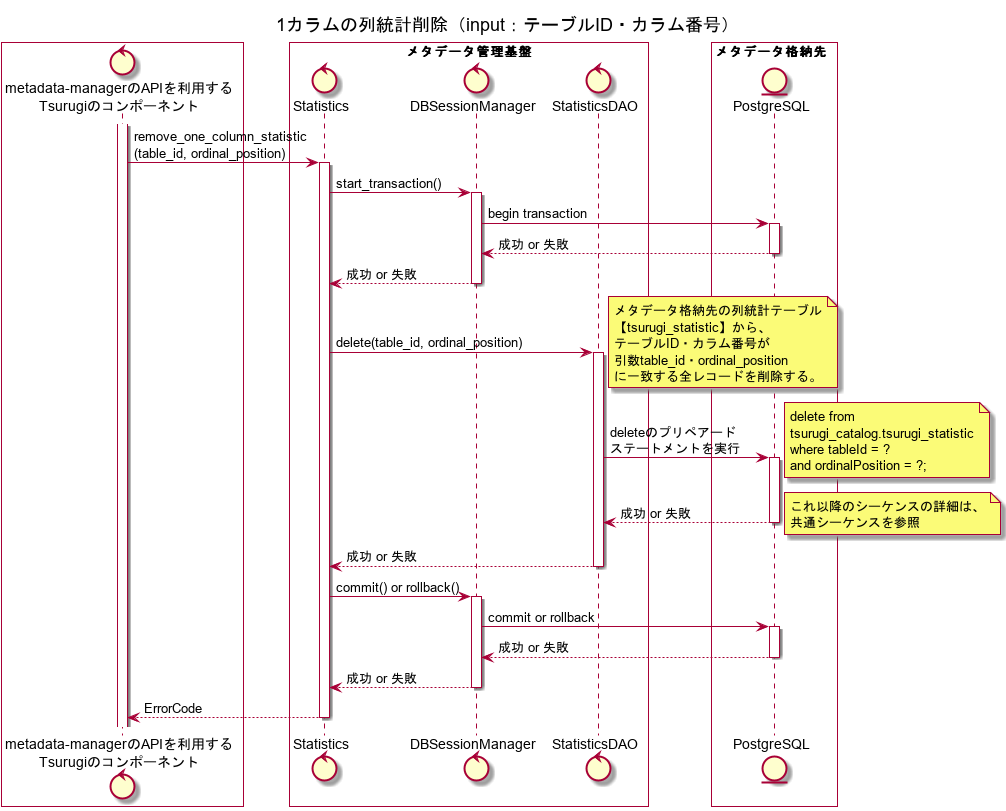 1カラムの列統計削除（input：テーブルID・カラム番号）
メタデータ管理基盤
メタデータ格納先
metadata-managerのAPIを利用する
Tsurugiのコンポーネント
Statistics
DBSessionManager
StatisticsDAO
PostgreSQL
remove_one_column_statistic
(table_id, ordinal_position)
start_transaction()
begin transaction
成功 or 失敗
成功 or 失敗
メタデータ格納先の列統計テーブル
【tsurugi_statistic】から、
テーブルID・カラム番号が
引数table_id・ordinal_position
に一致する全レコードを削除する。
delete(table_id, ordinal_position)
delete from
tsurugi_catalog.tsurugi_statistic
where tableId = ?
and ordinalPosition = ?;
deleteのプリペアード
ステートメントを実行
これ以降のシーケンスの詳細は、
共通シーケンスを参照
成功 or 失敗
成功 or 失敗
commit() or rollback()
commit or rollback
成功 or 失敗
成功 or 失敗
ErrorCode
metadata-managerのAPIを利用する
Tsurugiのコンポーネント
Statistics
DBSessionManager
StatisticsDAO
PostgreSQL